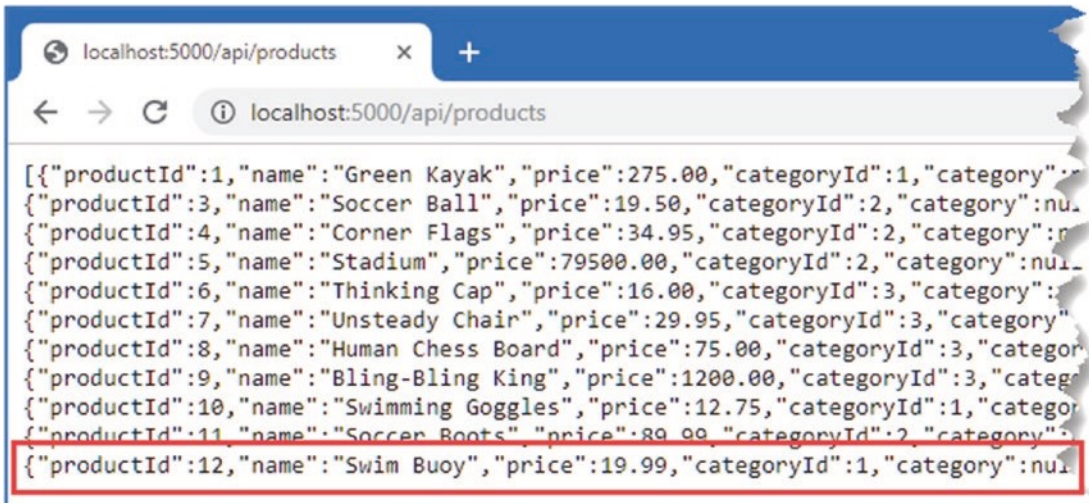 localhost:5000/api/products
localhost:5000/api/products
[{"productId":1,"name":"Green Kayak","price":275.00,"categoryId":1,"category":
{"productId":3,"name":"Soccer Ball","price":19.50,"categoryId":2,"category":nu
{"productId":4,"name":"Corner Flags","price":34.95,"categoryId":2,"category":
{"productId":5,"name":"Stadium","price":79500.00,"categoryId":2,"category":nul
{"productId":6,"name":"Thinking Cap","price":16.00,"categoryId":3,"category":
{"productId":7,"name":"Unsteady Chair","price":29.95,"categoryId":3,"category"
{"productId":8,"name":"Human Chess Board","price":75.00,"categoryId":3,"categor
{"productId":9,"name":"Bling-Bling King","price":1200.00,"categoryId":3,"categ
{"productId":10,"name":"Swimming Goggles","price":12.75,"categoryId":1,"categor
{"productId":11,"name":"Soccer Boots","price":89.99,"categoryId":2,"category":
{"productId":12,"name":"Swim Buoy","price":19.99,"categoryId":1,"category":nul